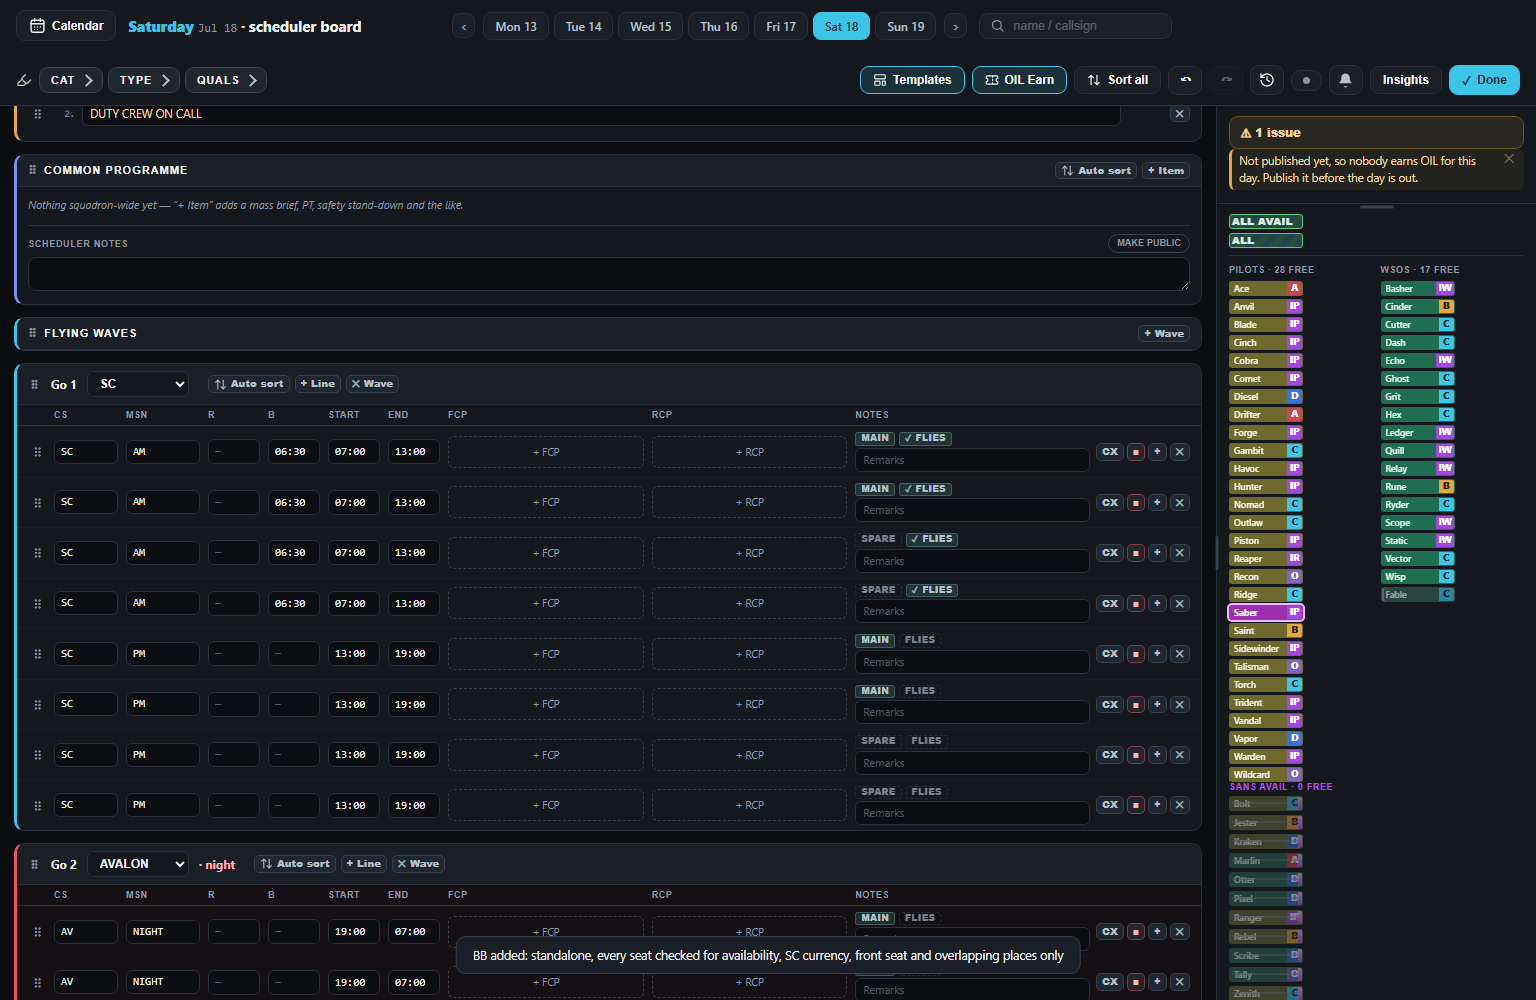 Calendar
Saturday Jul 18 · scheduler board
‹ Mon 13 Tue 14 Wed 15 Thu 16 Fri 17 Sat 18 Sun 19 ›
name / callsign
CAT TYPE QUALS
Templates OIL Earn Sort all Insights ✓ Done
2. DUTY CREW ON CALL ✕
COMMON PROGRAMME
Auto sort + Item
Nothing squadron-wide yet — "+ Item" adds a mass brief, PT, safety stand-down and the like.
SCHEDULER NOTES
MAKE PUBLIC
FLYING WAVES
+ Wave
Go 1 SC Auto sort + Line ✕ Wave
CS MSN R B START END FCP RCP NOTES
MAIN ✓ FLIES
SC AM – 06:30 07:00 13:00 + FCP + RCP Remarks CX + ✕
MAIN ✓ FLIES
SC AM – 06:30 07:00 13:00 + FCP + RCP Remarks CX + ✕
SPARE ✓ FLIES
SC AM – 06:30 07:00 13:00 + FCP + RCP Remarks CX + ✕
SPARE ✓ FLIES
SC AM – 06:30 07:00 13:00 + FCP + RCP Remarks CX + ✕
MAIN FLIES
SC PM – – 13:00 19:00 + FCP + RCP Remarks CX + ✕
MAIN FLIES
SC PM – – 13:00 19:00 + FCP + RCP Remarks CX + ✕
SPARE FLIES
SC PM – – 13:00 19:00 + FCP + RCP Remarks CX + ✕
SPARE FLIES
SC PM – – 13:00 19:00 + FCP + RCP Remarks CX + ✕
Go 2 AVALON · night Auto sort + Line ✕ Wave
CS MSN R B START END FCP RCP NOTES
MAIN FLIES
AV NIGHT – – 19:00 07:00 + FCP + RCP CX + ✕
AV NIGHT – – 19:00 07:00 + FCP + RCP Remarks CX + ✕
BB added: standalone, every seat checked for availability, SC currency, front seat and overlapping places only
⚠ 1 issue
Not published yet, so nobody earns OIL for this
day. Publish it before the day is out.
ALL AVAIL
ALL
PILOTS · 28 FREE
Ace A
Anvil IP
Blade IP
Cinch IP
Cobra IP
Comet IP
Diesel D
Drifter A
Forge IP
Gambit C
Havoc IP
Hunter IP
Nomad C
Outlaw C
Piston IP
Reaper IR
Recon O
Ridge C
Saber IP
Saint B
Sidewinder IP
Talisman O
Torch C
Trident IP
Vandal IP
Vapor D
Warden IP
Wildcard O
WSOS · 17 FREE
Basher IW
Cinder B
Cutter C
Dash C
Echo IW
Ghost C
Grit C
Hex C
Ledger IW
Quill IW
Relay IW
Rune B
Ryder C
Scope IW
Static IW
Vector C
Wisp C
Fable C
SANS AVAIL · 0 FREE
Bolt C
Jester B
Kraken D
Marlin A
Otter D
Pixel D
Ranger IP
Rebel B
Scribe D
Tally
Zenith C